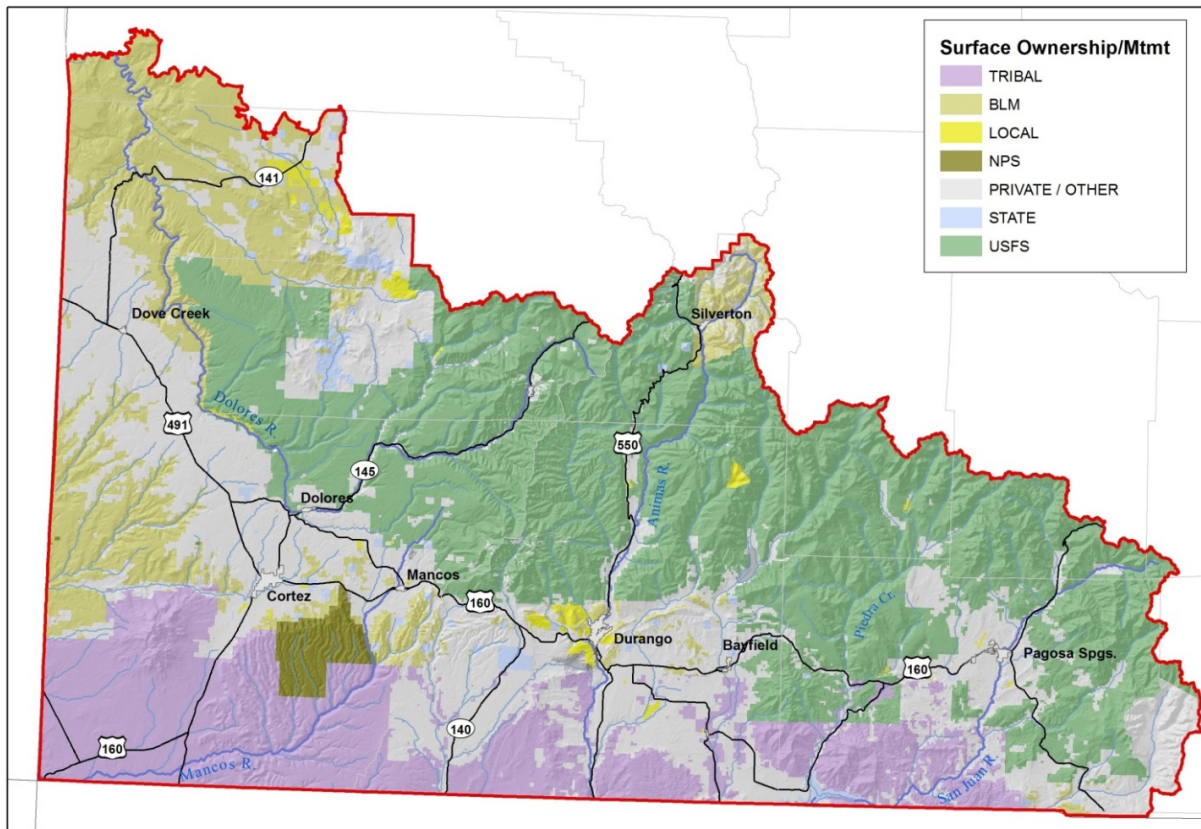 Surface Ownership/Mtmt
TRIBAL
BLM
LOCAL
NPS
PRIVATE / OTHER
STATE
USFS
141
Silverton
Dove Creek
Dolores R.
491
550
145
Animas R.
Dolores
Mancos
Cortez
160
Durango
Piedra Cr.
Bayfield
160
Pagosa Spgs.
140
160
Mancos R.
San Juan R.